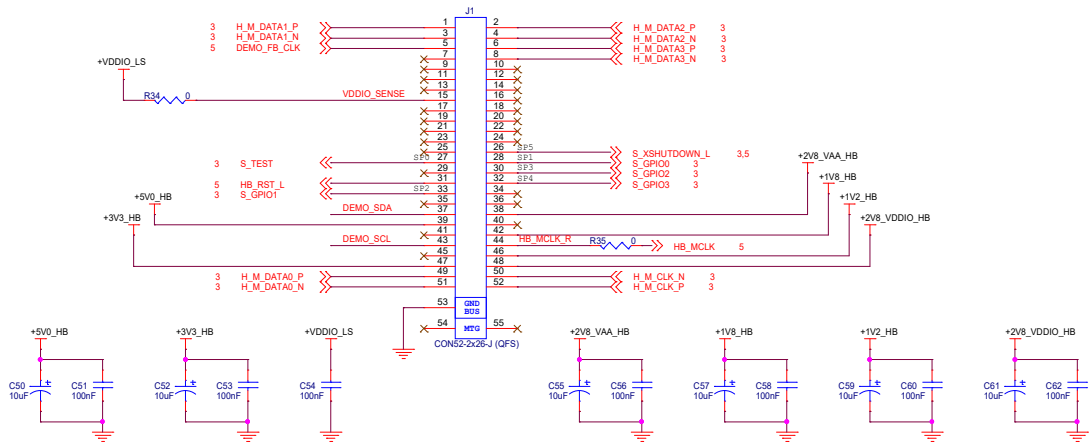 J1
3 H_M_DATA1_P 1 2 H_M_DATA2_P 3
3 H_M_DATA1_N 3 4 H_M_DATA2_N 3
5 DEMO_FB_CLK 5 6 H_M_DATA3_P 3
7 8 H_M_DATA3_N 3
+VDDIO_LS 9 10
11 12
13 14
R34 0 VDDIO_SENSE 15 16
17 18
19 20
21 22
23 24
25 26 SP5 S_XSHUTDOWN_L 3,5
3 S_TEST SP0 27 28 SP1 S_GPIO0 3
+2V8_VAA_HB
29 30 SP3 S_GPIO2 3
5 HB_RST_L 31 32 SP4 S_GPIO3 3
+1V8_HB
3 S_GPIO1 SP2 33 34
+5V0_HB 35 36 +1V2_HB
DEMO_SDA 37 38
+3V3_HB 39 40 +2V8_VDDIO_HB
41 42
DEMO_SCL 43 44 HB_MCLK_R R35 0 HB_MCLK 5
45 46
47 48
3 H_M_DATA0_P 49 50 H_M_CLK_N 3
3 H_M_DATA0_N 51 52 H_M_CLK_P 3
53 GND
BUS
54 MTG 55
CON52-2x26-J (QFS)
+5V0_HB +3V3_HB +VDDIO_LS +2V8_VAA_HB +1V8_HB +1V2_HB +2V8_VDDIO_HB
C50 10uF C51 100nF C52 10uF C53 100nF C54 100nF C55 10uF C56 100nF C57 10uF C58 100nF C59 10uF C60 100nF C61 10uF C62 100nF